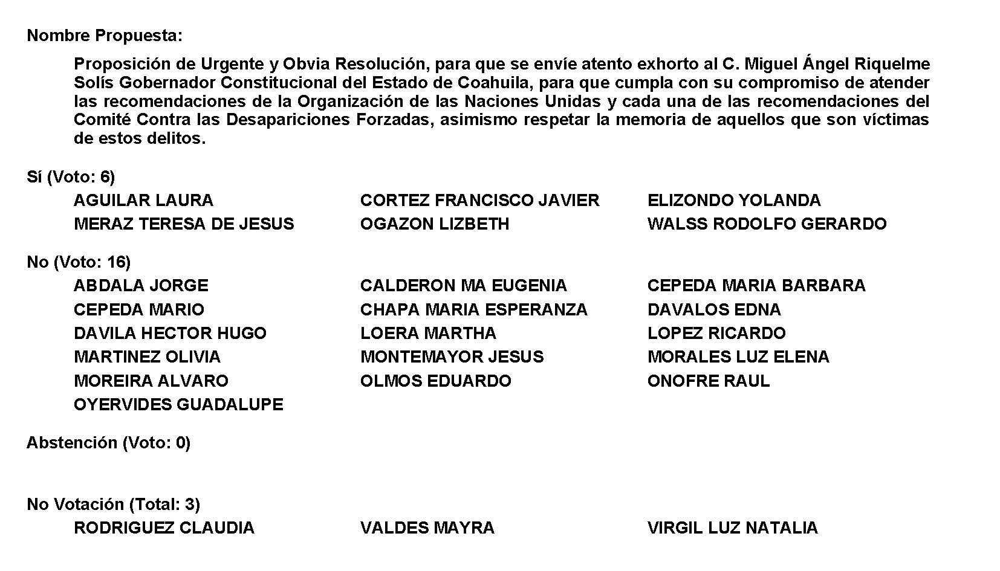 Nombre Propuesta:
Proposición de Urgente y Obvia Resolución, para que se envíe atento exhorto al C. Miguel Ángel Riquelme
Solís Gobernador Constitucional del Estado de Coahuila, para que cumpla con su compromiso de atender
las recomendaciones de la Organización de las Naciones Unidas y cada una de las recomendaciones del
Comité Contra las Desapariciones Forzadas, asimismo respetar la memoria de aquellos que son víctimas
de estos delitos.
Sí (Voto: 6)
AGUILAR LAURA CORTEZ FRANCISCO JAVIER ELIZONDO YOLANDA
MERAZ TERESA DE JESUS OGAZON LIZBETH WALSS RODOLFO GERARDO
No (Voto: 16)
ABDALA JORGE CALDERON MA EUGENIA CEPEDA MARIA BARBARA
CEPEDA MARIO CHAPA MARIA ESPERANZA DAVALOS EDNA
DAVILA HECTOR HUGO LOERA MARTHA LOPEZ RICARDO
MARTINEZ OLIVIA MONTEMAYOR JESUS MORALES LUZ ELENA
MOREIRA ALVARO OLMOS EDUARDO ONOFRE RAUL
OYERVIDES GUADALUPE
Abstención (Voto: 0)
No Votación (Total: 3)
RODRIGUEZ CLAUDIA VALDES MAYRA VIRGIL LUZ NATALIA